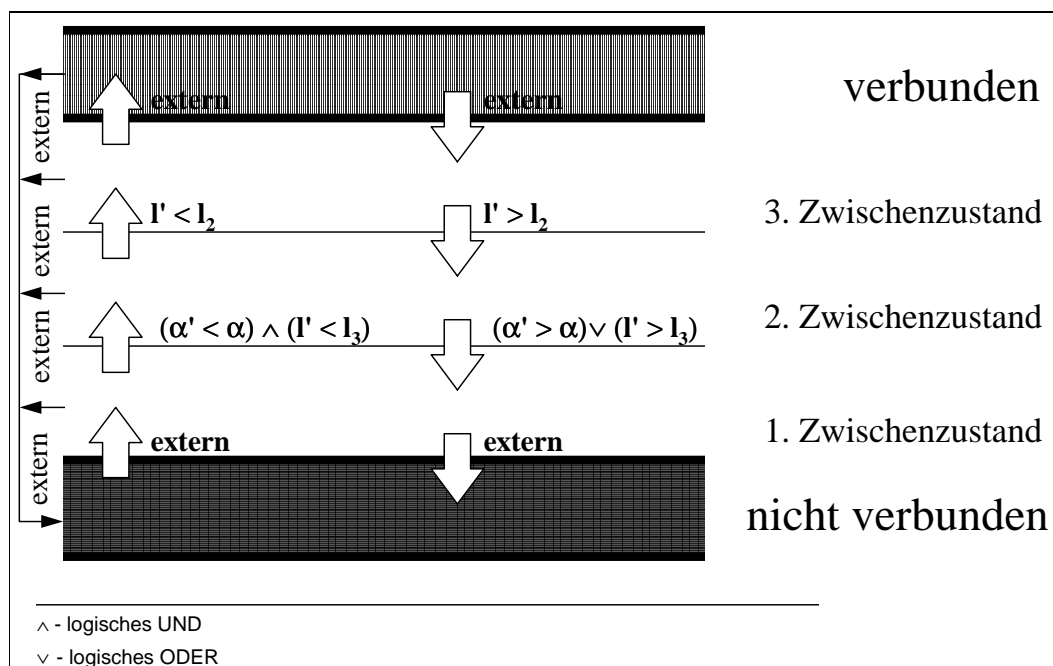 extern extern verbunden
extern
l' < l₂ l' > l₂ 3. Zwischenzustand
extern
(α' < α) ∧ (l' < l₃) (α' > α) ∨ (l' > l₃) 2. Zwischenzustand
extern
extern extern 1. Zwischenzustand
extern
nicht verbunden
∧ - logisches UND
∨ - logisches ODER